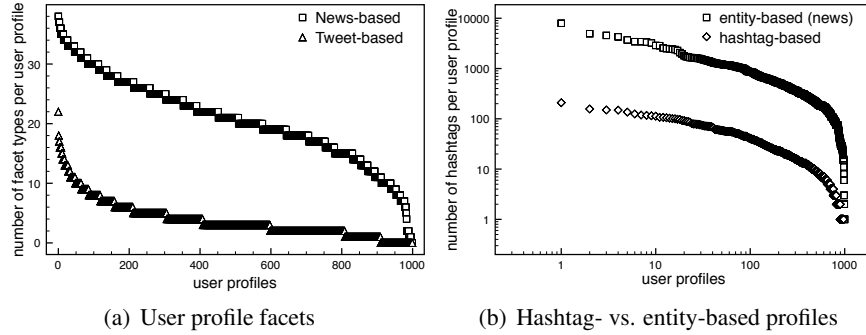 number of facet types per user profile
30
20
10
0
News-based
Tweet-based
0
200
400
600
800
1000
user profiles
(a) User profile facets
number of hashtags per user profile
10000
1000
100
10
1
entity-based (news)
hashtag-based
1
10
100
1000
user profiles
(b) Hashtag- vs. entity-based profiles